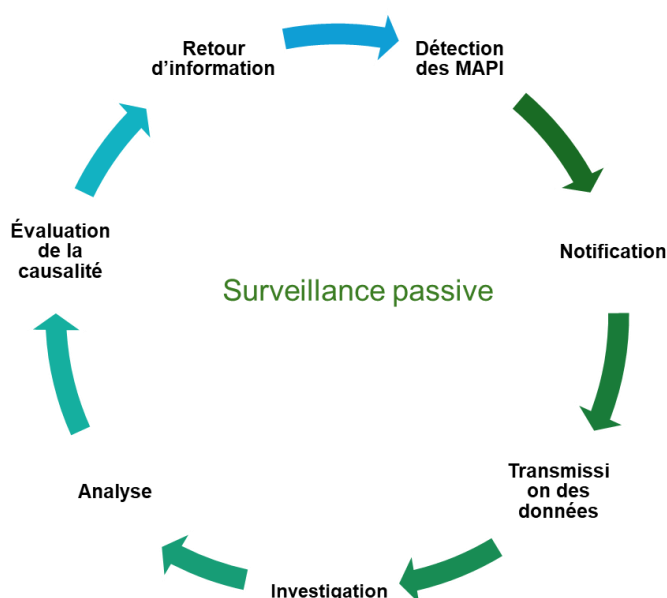 Retour
d’information
Détection
des MAPI
Notification
Transmissi
on des
données
Investigation
Analyse
Évaluation
de la
causalité
Surveillance passive